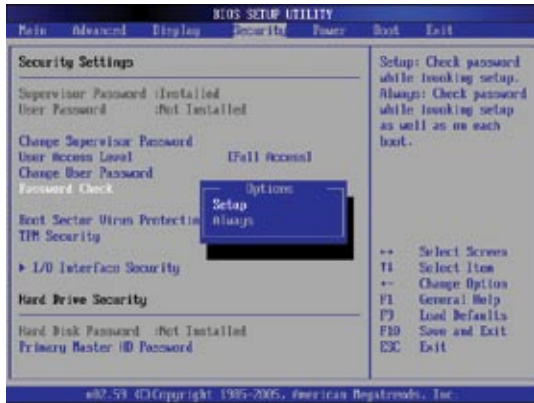 BIOS SETUP UTILITY
Main Advanced Display Security Power Boot Exit
Security Settings
Supervisor Password :Installed
User Password :Not Installed
Change Supervisor Password
User Access Level [Full Access]
Change User Password
Password Check
Boot Sector Virus Protection
TPM Security
I/O Interface Security
Hard Drive Security
Hard Disk Password :Not Installed
Primary Master HD Password
Options
Setup
Always
Setup: Check password
while invoking setup.
Always: Check password
while invoking setup
as well as on each
boot.
↔ Select Screen
↑↓ Select Item
+- Change Option
F1 General Help
F9 Load Defaults
F10 Save and Exit
ESC Exit
v02.59 (C)Copyright 1985-2005, American Megatrends, Inc.